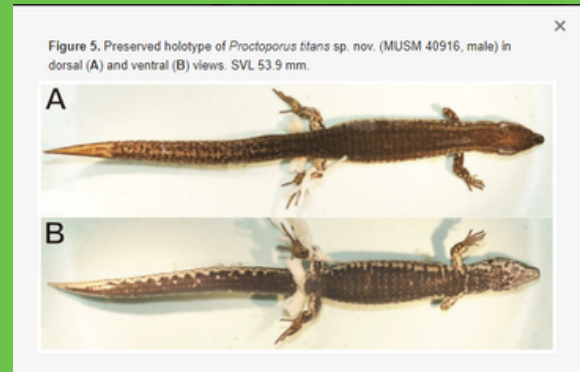 ×
Figure 5. Preserved holotype of Proctoporus titans sp. nov. (MUSM 40916, male) in
dorsal (A) and ventral (B) views. SVL 53.9 mm.
A
B